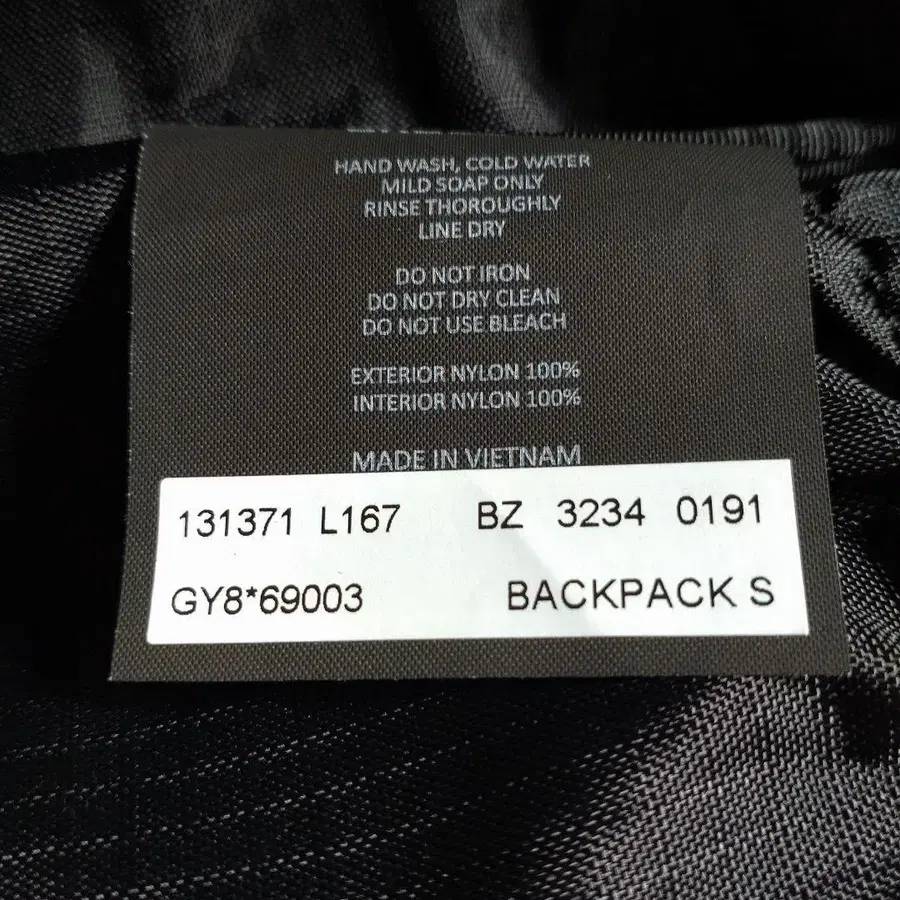 HAND WASH, COLD WATER
MILD SOAP ONLY
RINSE THOROUGHLY
LINE DRY
DO NOT IRON
DO NOT DRY CLEAN
DO NOT USE BLEACH
EXTERIOR NYLON 100%
INTERIOR NYLON 100%
MADE IN VIETNAM
131371 L167 BZ 3234 0191
GY8*69003 BACKPACK S